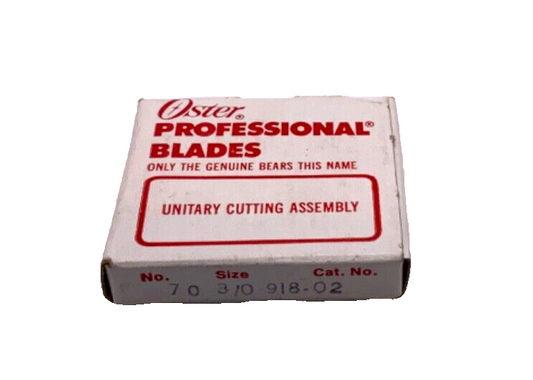 Oster®
PROFESSIONAL®
BLADES
ONLY THE GENUINE BEARS THIS NAME
UNITARY CUTTING ASSEMBLY
No. Size Cat. No.
70 3/0 918-02